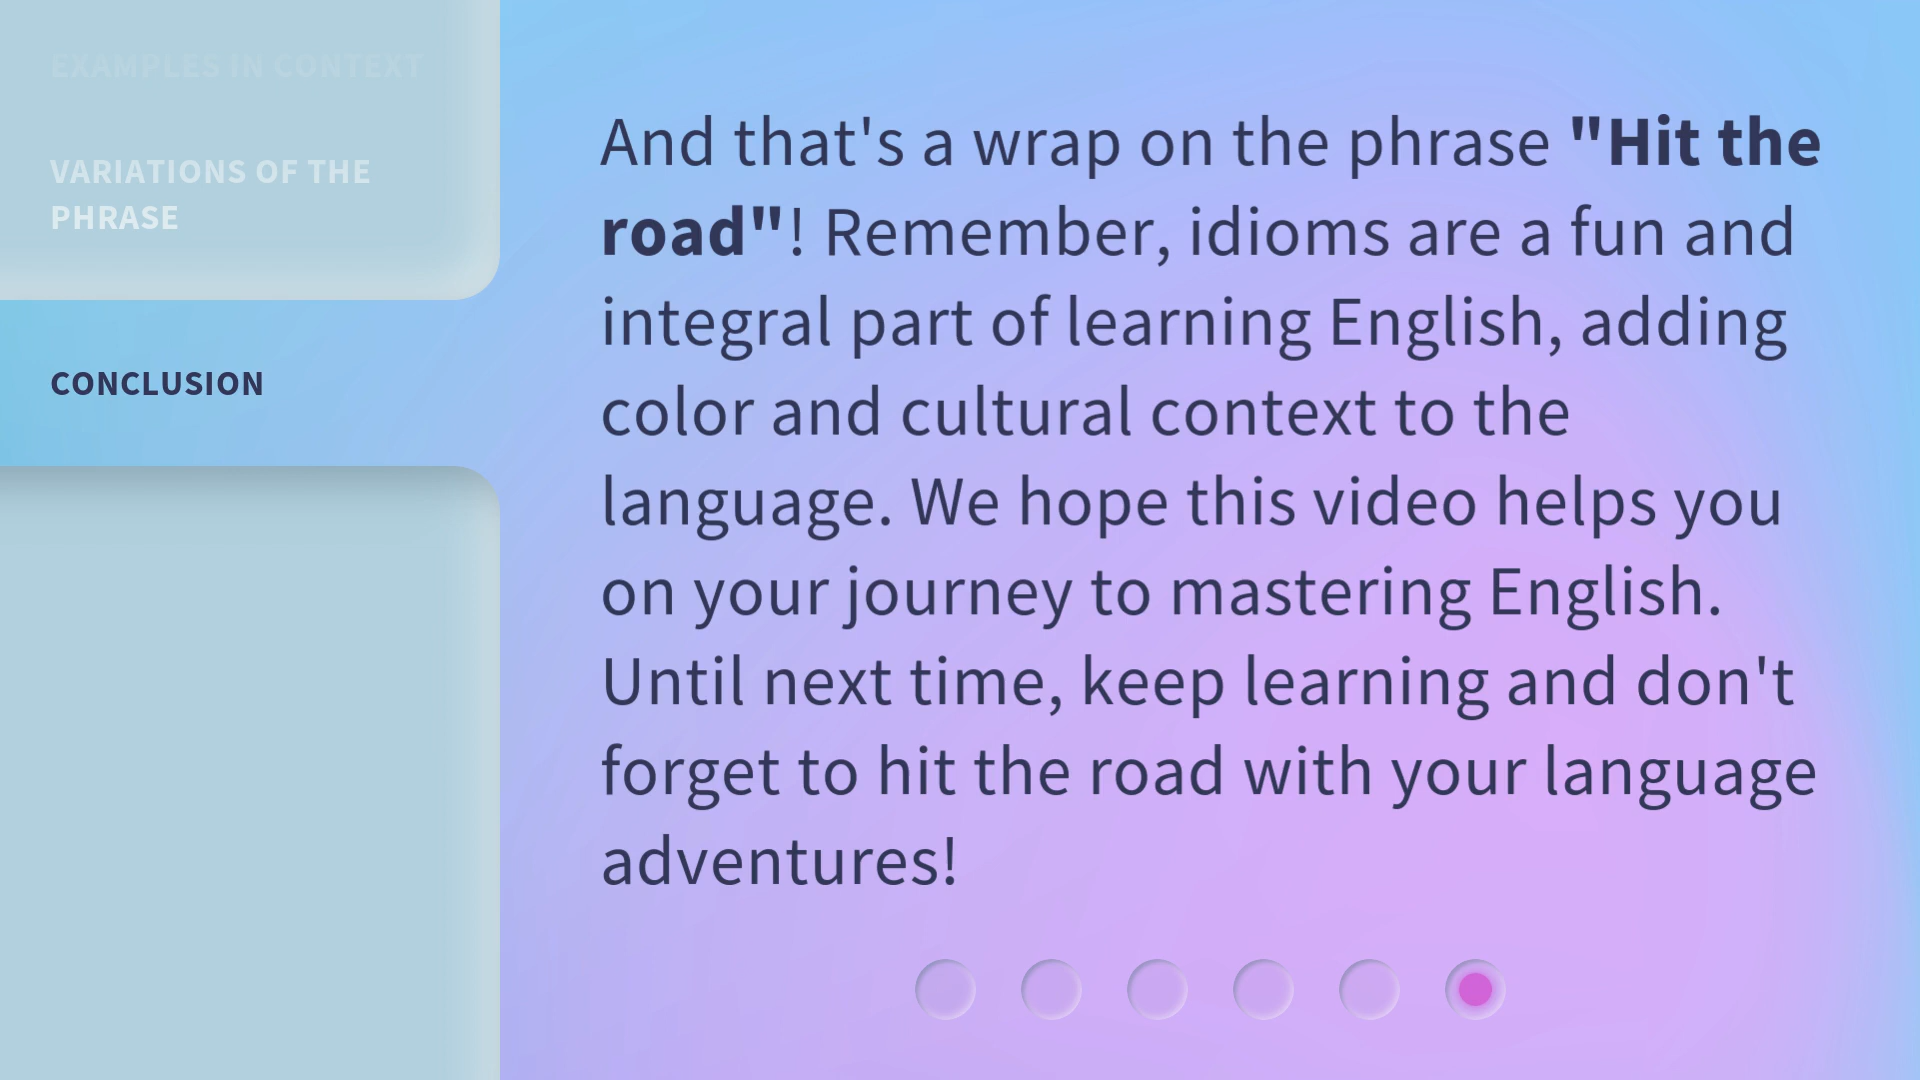 EXAMPLES IN CONTEXT
VARIATIONS OF THE
PHRASE
CONCLUSION
And that's a wrap on the phrase "Hit the
road"! Remember, idioms are a fun and
integral part of learning English, adding
color and cultural context to the
language. We hope this video helps you
on your journey to mastering English.
Until next time, keep learning and don't
forget to hit the road with your language
adventures!